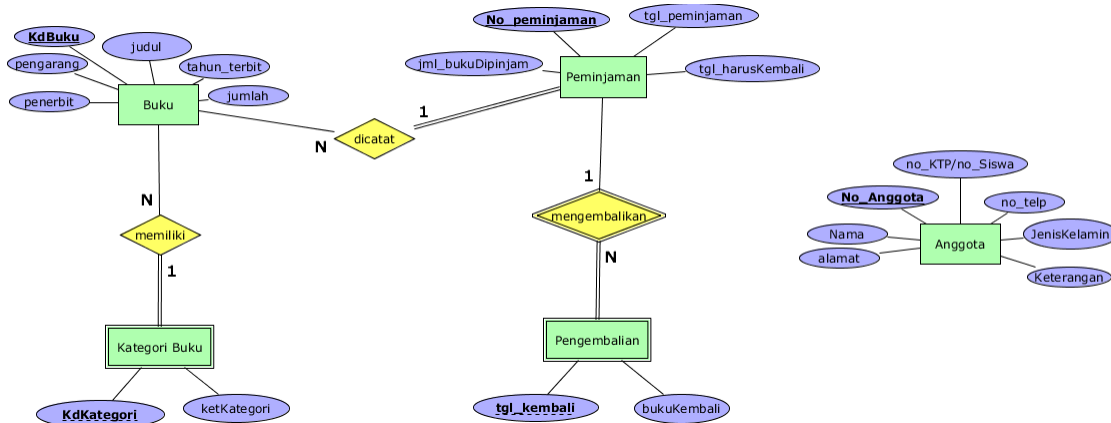 No_peminjaman
tgl_peminjaman
KdBuku
judul
pengarang
tahun_terbit
jml_bukuDipinjam
tgl_harusKembali
Peminjaman
penerbit
Buku
jumlah
1
dicatat
N
no_KTP/no_Siswa
1
No_Anggota
no_telp
N
mengembalikan
memiliki
Nama
Anggota
JenisKelamin
alamat
N
1
Keterangan
Kategori Buku
Pengembalian
KdKategori
ketKategori
tgl_kembali
bukuKembali